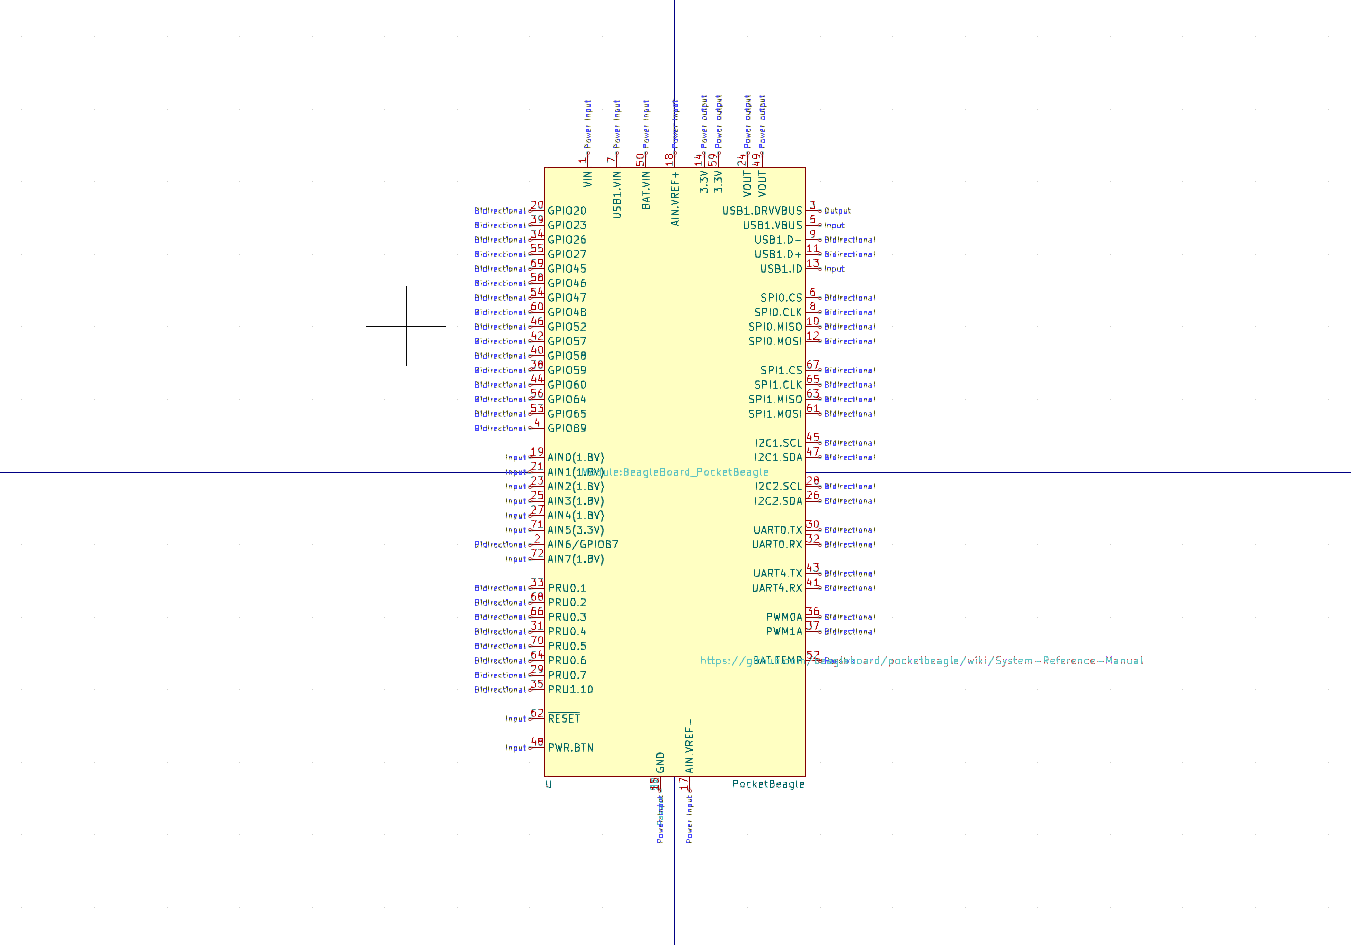 Power Input Power Input Power Input Power Input Power output Power output Power output Power output
1 7 50 18 14 59 24 49
VIN USB1.VIN BAT.VIN AIN.VREF+ 3.3V 3.3V VOUT VOUT
Bidirectional 20 GPIO20 USB1.DRVVBUS 3 Output
Bidirectional 39 GPIO23 USB1.VBUS 5 Input
Bidirectional 34 GPIO26 USB1.D- 9 Bidirectional
Bidirectional 55 GPIO27 USB1.D+ 11 Bidirectional
Bidirectional 69 GPIO45 USB1.ID 13 Input
Bidirectional 58 GPIO46
Bidirectional 54 GPIO47 SPI0.CS 6 Bidirectional
Bidirectional 60 GPIO48 SPI0.CLK 8 Bidirectional
Bidirectional 46 GPIO52 SPI0.MISO 10 Bidirectional
Bidirectional 42 GPIO57 SPI0.MOSI 12 Bidirectional
Bidirectional 40 GPIO58
Bidirectional 38 GPIO59 SPI1.CS 67 Bidirectional
Bidirectional 44 GPIO60 SPI1.CLK 65 Bidirectional
Bidirectional 56 GPIO64 SPI1.MISO 63 Bidirectional
Bidirectional 53 GPIO65 SPI1.MOSI 61 Bidirectional
Bidirectional 4 GPIO89
I2C1.SCL 45 Bidirectional
Input 19 AIN0(1.8V) I2C1.SDA 47 Bidirectional
Input 21 AIN1(1.8V) Module:BeagleBoard_PocketBeagle
Input 23 AIN2(1.8V) I2C2.SCL 28 Bidirectional
Input 25 AIN3(1.8V) I2C2.SDA 26 Bidirectional
Input 27 AIN4(1.8V)
Input 71 AIN5(3.3V) UART0.TX 30 Bidirectional
Bidirectional 2 AIN6/GPIO87 UART0.RX 32 Bidirectional
Input 72 AIN7(1.8V)
UART4.TX 43 Bidirectional
Bidirectional 33 PRU0.1 UART4.RX 41 Bidirectional
Bidirectional 68 PRU0.2
Bidirectional 66 PRU0.3 PWM0A 36 Bidirectional
Bidirectional 31 PRU0.4 PWM1A 37 Bidirectional
Bidirectional 70 PRU0.5
Bidirectional 64 PRU0.6 BAT.TEMP 52
Bidirectional 29 PRU0.7
Bidirectional 35 PRU1.10
Input 62 RESET
Input 48 PWR.BTN
GND AIN.VREF-
U 17 PocketBeagle
Power Input